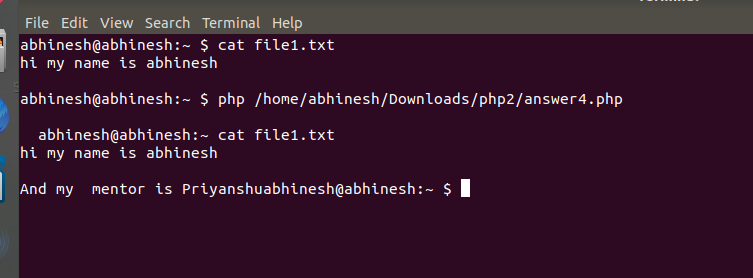 File Edit View Search Terminal Help
abhinesh@abhinesh:~ $ cat file1.txt
hi my name is abhinesh
abhinesh@abhinesh:~ $ php /home/abhinesh/Downloads/php2/answer4.php
abhinesh@abhinesh:~ cat file1.txt
hi my name is abhinesh
And my  mentor is Priyanshuabhinesh@abhinesh:~ $